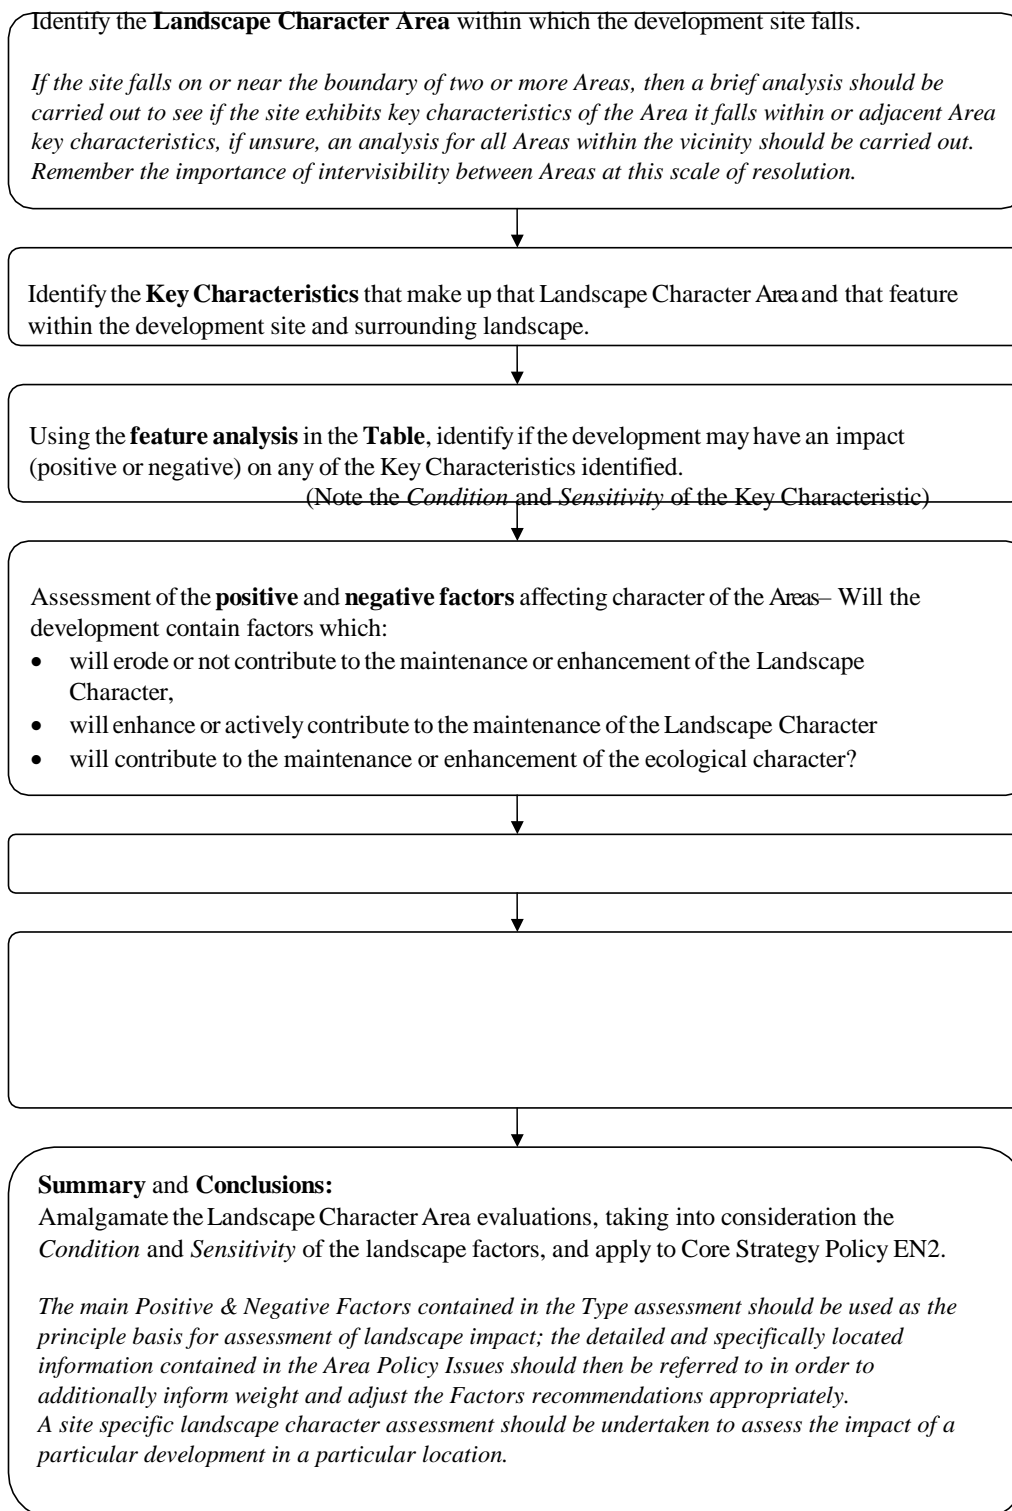 Identify the Landscape Character Area within which the development site falls.
If the site falls on or near the boundary of two or more Areas, then a brief analysis should be
carried out to see if the site exhibits key characteristics of the Area it falls within or adjacent Area
key characteristics, if unsure, an analysis for all Areas within the vicinity should be carried out.
Remember the importance of intervisibility between Areas at this scale of resolution.
Identify the Key Characteristics that make up that Landscape Character Area and that feature
within the development site and surrounding landscape.
Using the feature analysis in the Table, identify if the development may have an impact
(positive or negative) on any of the Key Characteristics identified.
(Note the Condition and Sensitivity of the Key Characteristic)
Assessment of the positive and negative factors affecting character of the Areas– Will the
development contain factors which:
• will erode or not contribute to the maintenance or enhancement of the Landscape
Character,
• will enhance or actively contribute to the maintenance of the Landscape Character
• will contribute to the maintenance or enhancement of the ecological character?
Summary and Conclusions:
Amalgamate the Landscape Character Area evaluations, taking into consideration the
Condition and Sensitivity of the landscape factors, and apply to Core Strategy Policy EN2.
The main Positive & Negative Factors contained in the Type assessment should be used as the
principle basis for assessment of landscape impact; the detailed and specifically located
information contained in the Area Policy Issues should then be referred to in order to
additionally inform weight and adjust the Factors recommendations appropriately.
A site specific landscape character assessment should be undertaken to assess the impact of a
particular development in a particular location.